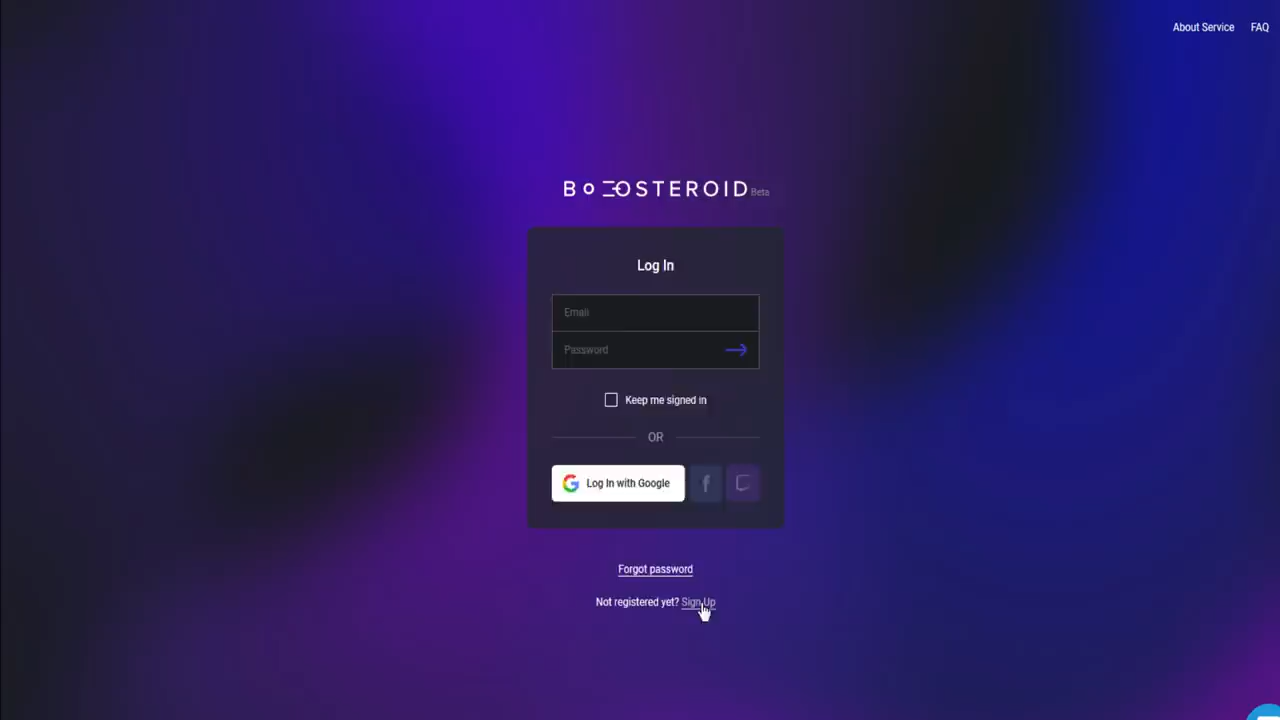 About Service FAQ
BOOSTEROID Beta
Log In
Email
Password
Keep me signed in
OR
Log In with Google
Forgot password
Not registered yet? Sign Up